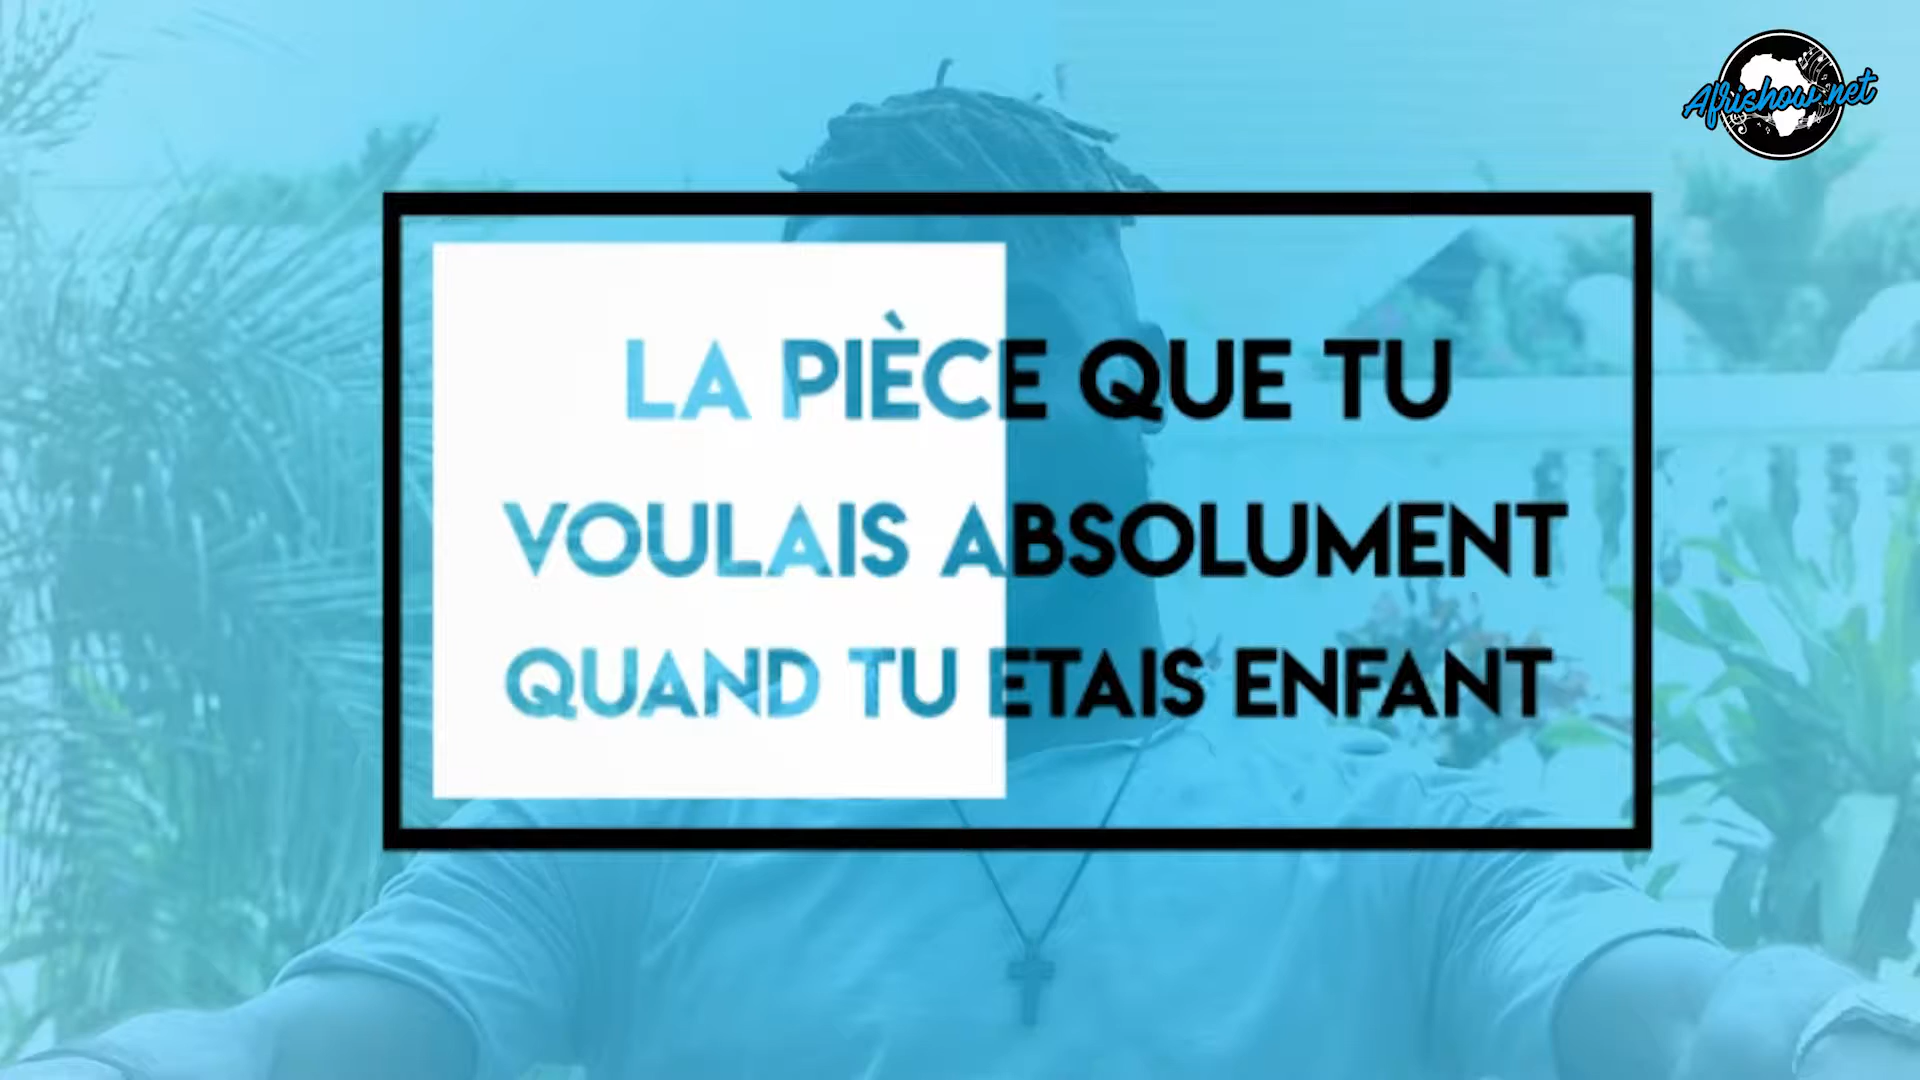 Afrishow.net
LA PIÈCE QUE TU
VOULAIS ABSOLUMENT
QUAND TU ETAIS ENFANT